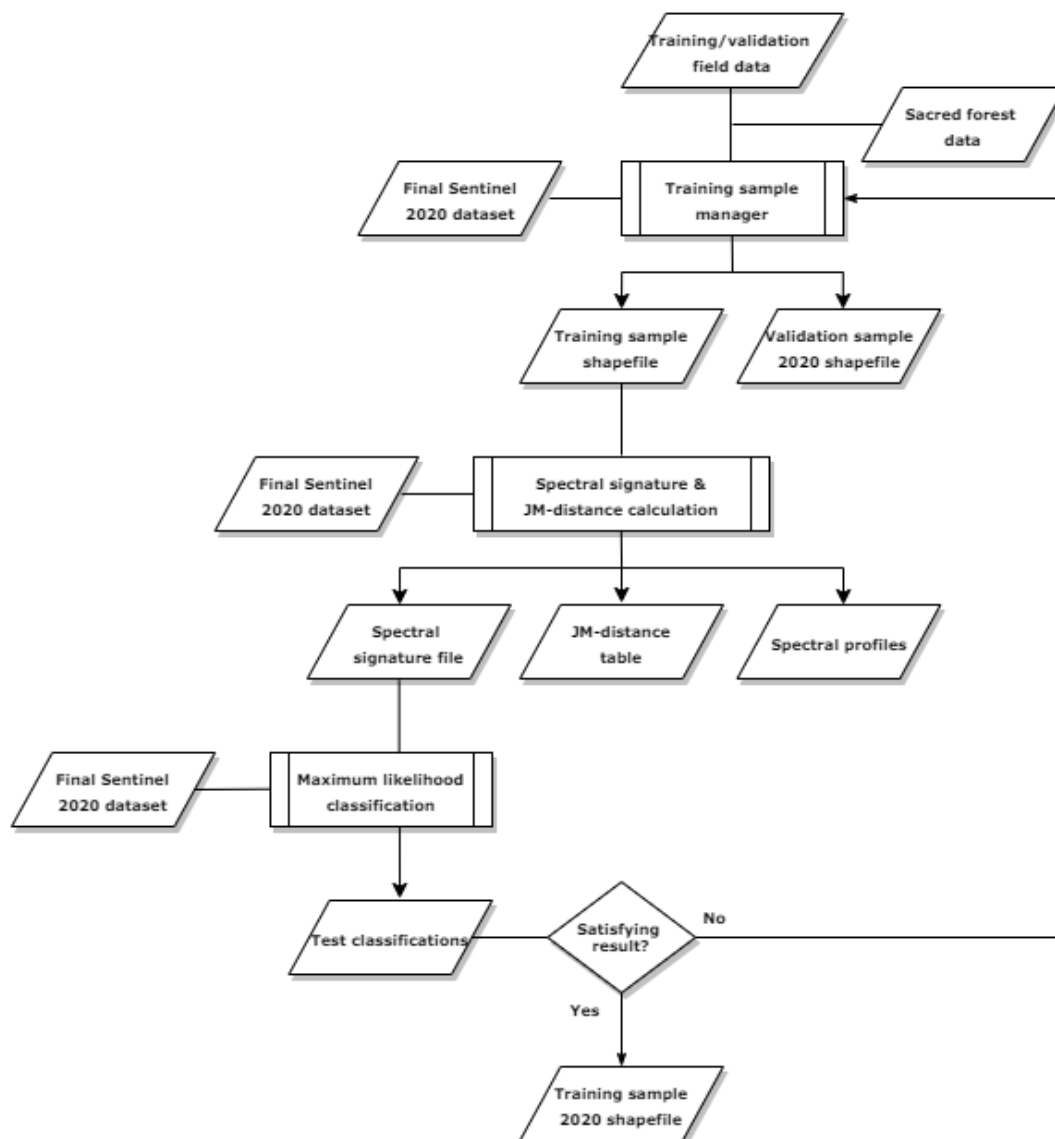 Training/validation
field data
Sacred forest
data
Final Sentinel
2020 dataset
Training sample
manager
Training sample
shapefile
Validation sample
2020 shapefile
Final Sentinel
2020 dataset
Spectral signature &
JM-distance calculation
Spectral
signature file
JM-distance
table
Spectral profiles
Final Sentinel
2020 dataset
Maximum likelihood
classification
Test classifications
Satisfying
result?
No
Yes
Training sample
2020 shapefile